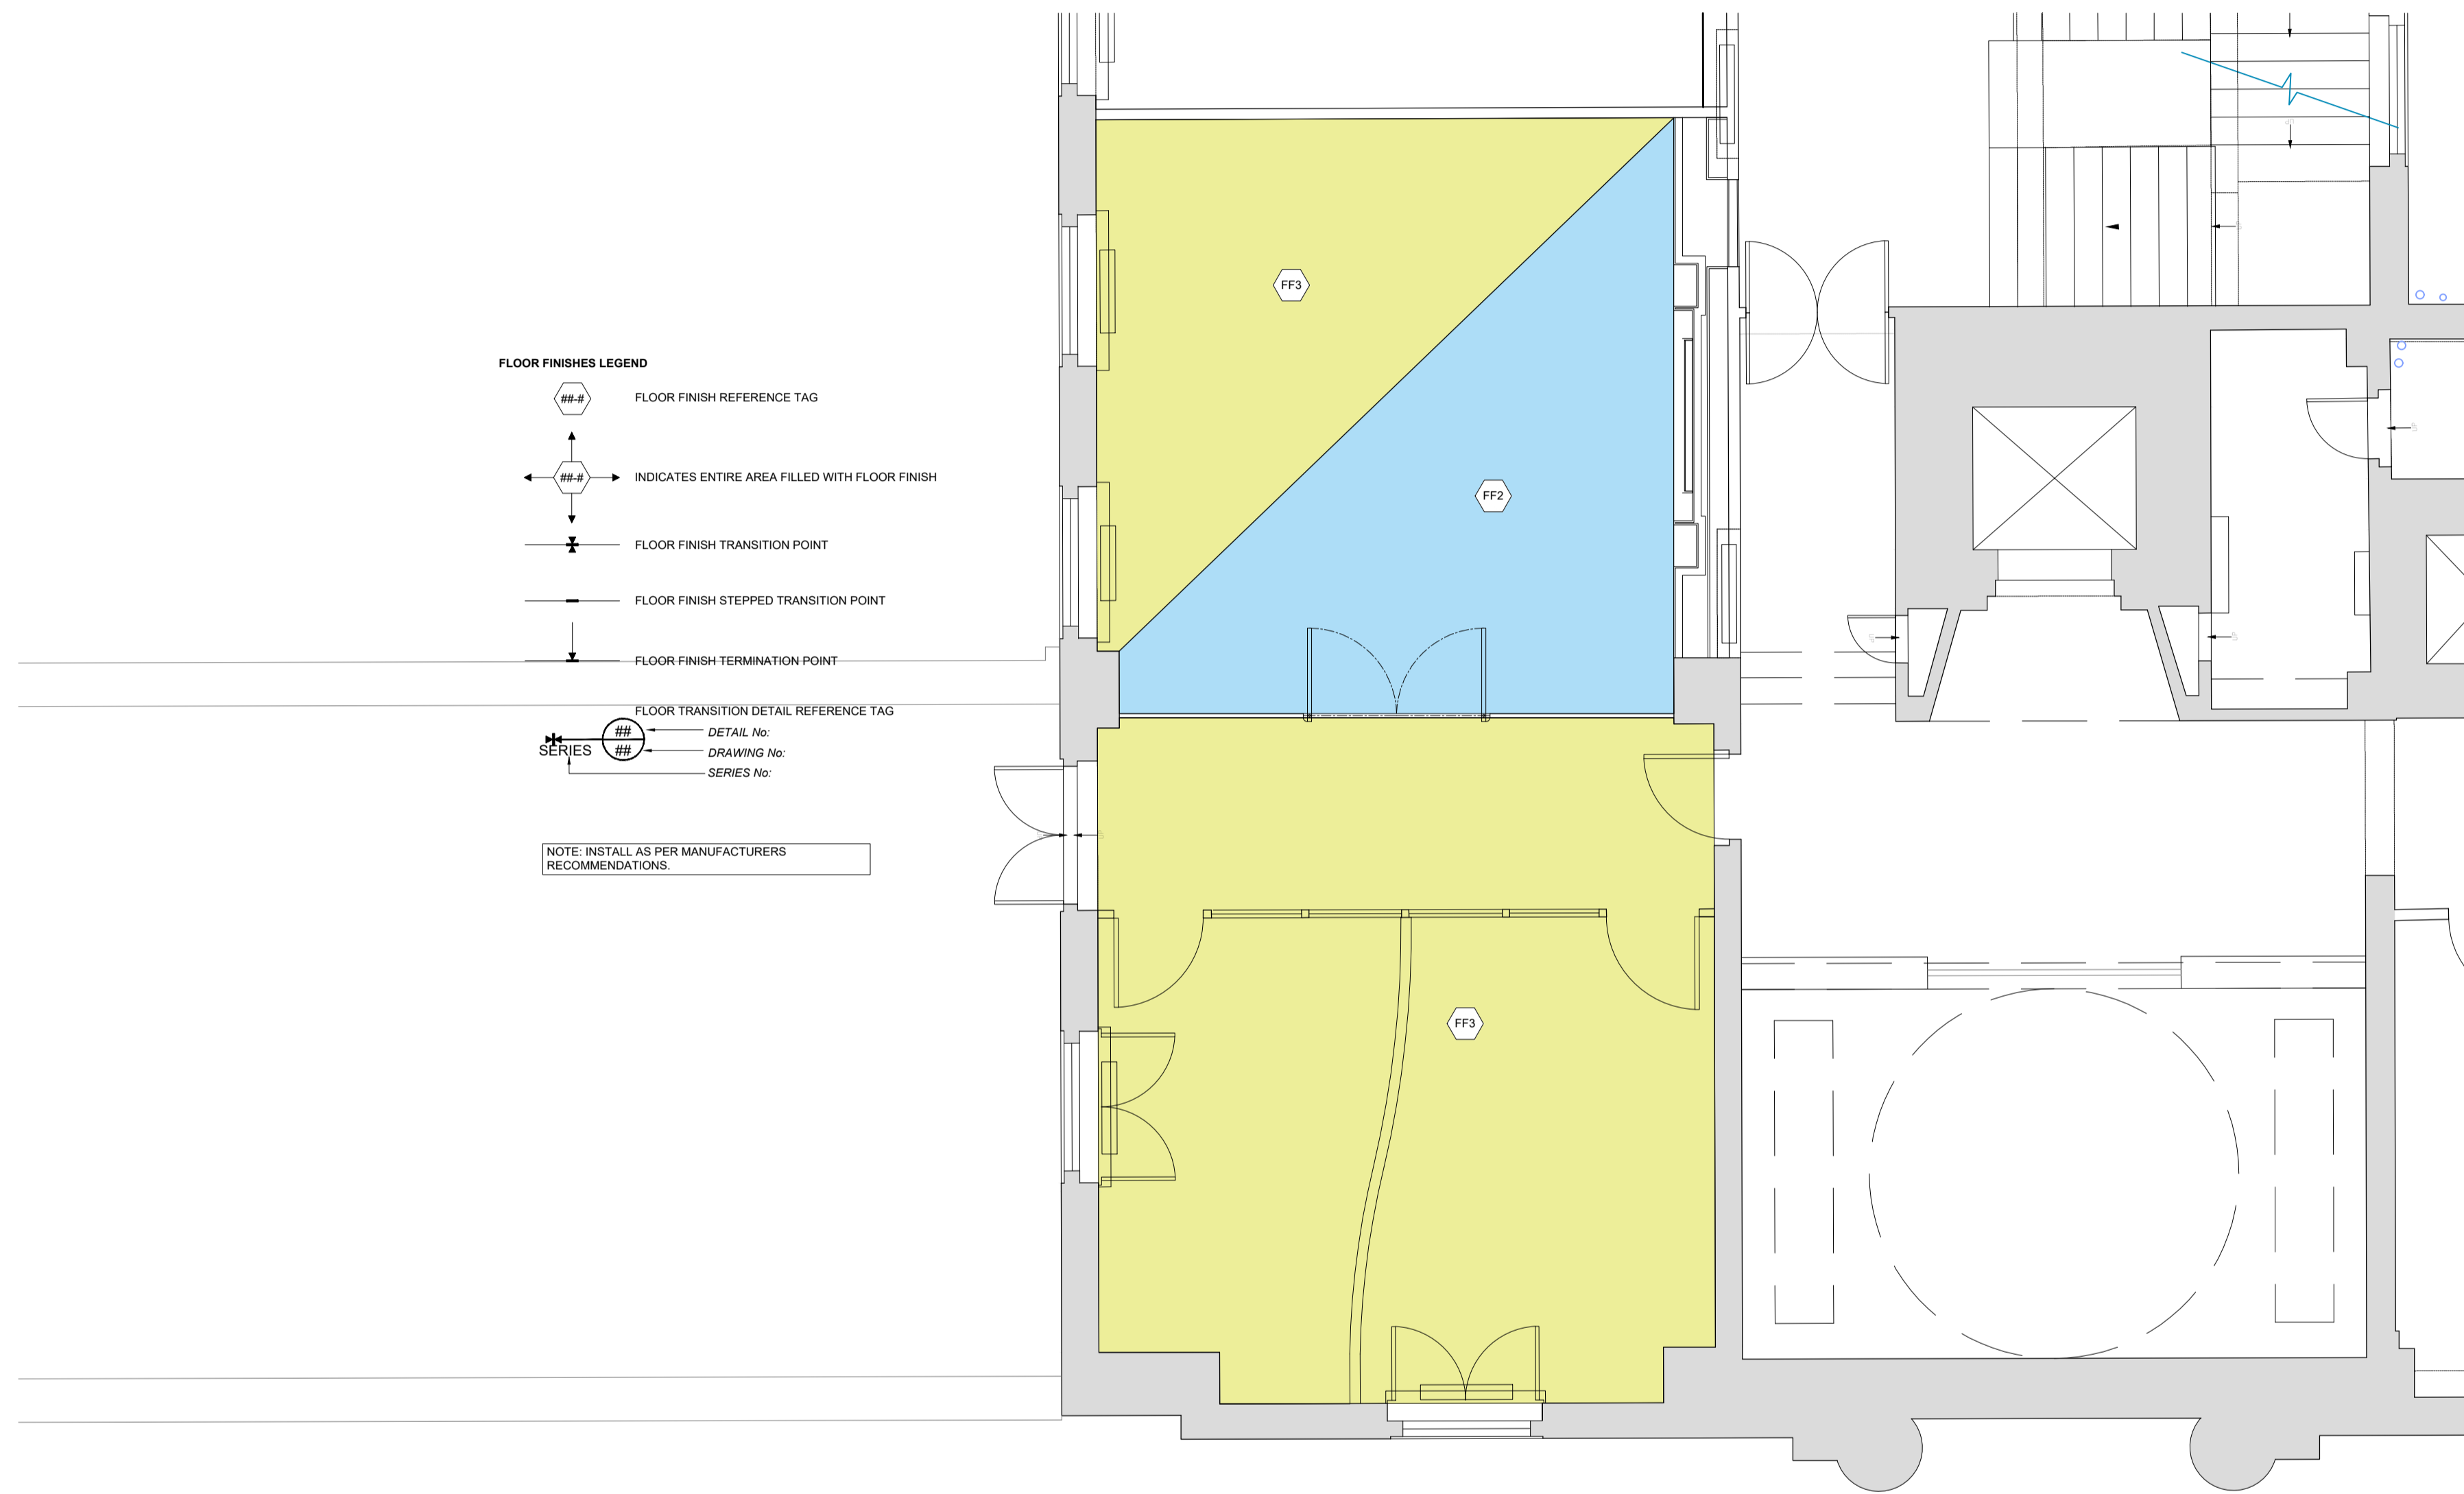 FLOOR FINISHES LEGEND
##-# FLOOR FINISH REFERENCE TAG
##-# INDICATES ENTIRE AREA FILLED WITH FLOOR FINISH
FLOOR FINISH TRANSITION POINT
FLOOR FINISH STEPPED TRANSITION POINT
FLOOR FINISH TERMINATION POINT
FLOOR TRANSITION DETAIL REFERENCE TAG
## DETAIL No:
SERIES ## DRAWING No:
SERIES No:
NOTE: INSTALL AS PER MANUFACTURERS
RECOMMENDATIONS.
FF3
FF2
FF3